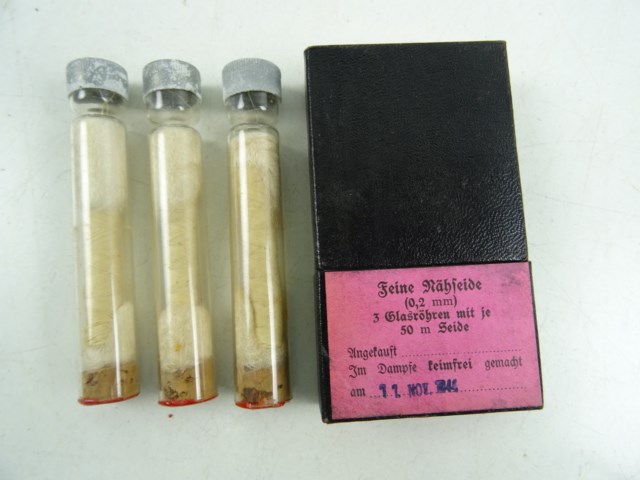 Feine Nähseide
(0,2 mm)
3 Glasröhren mit je
50 m Seide
Angekauft
Im Dampfe keimfrei gemacht
am 11. NOV. 1944